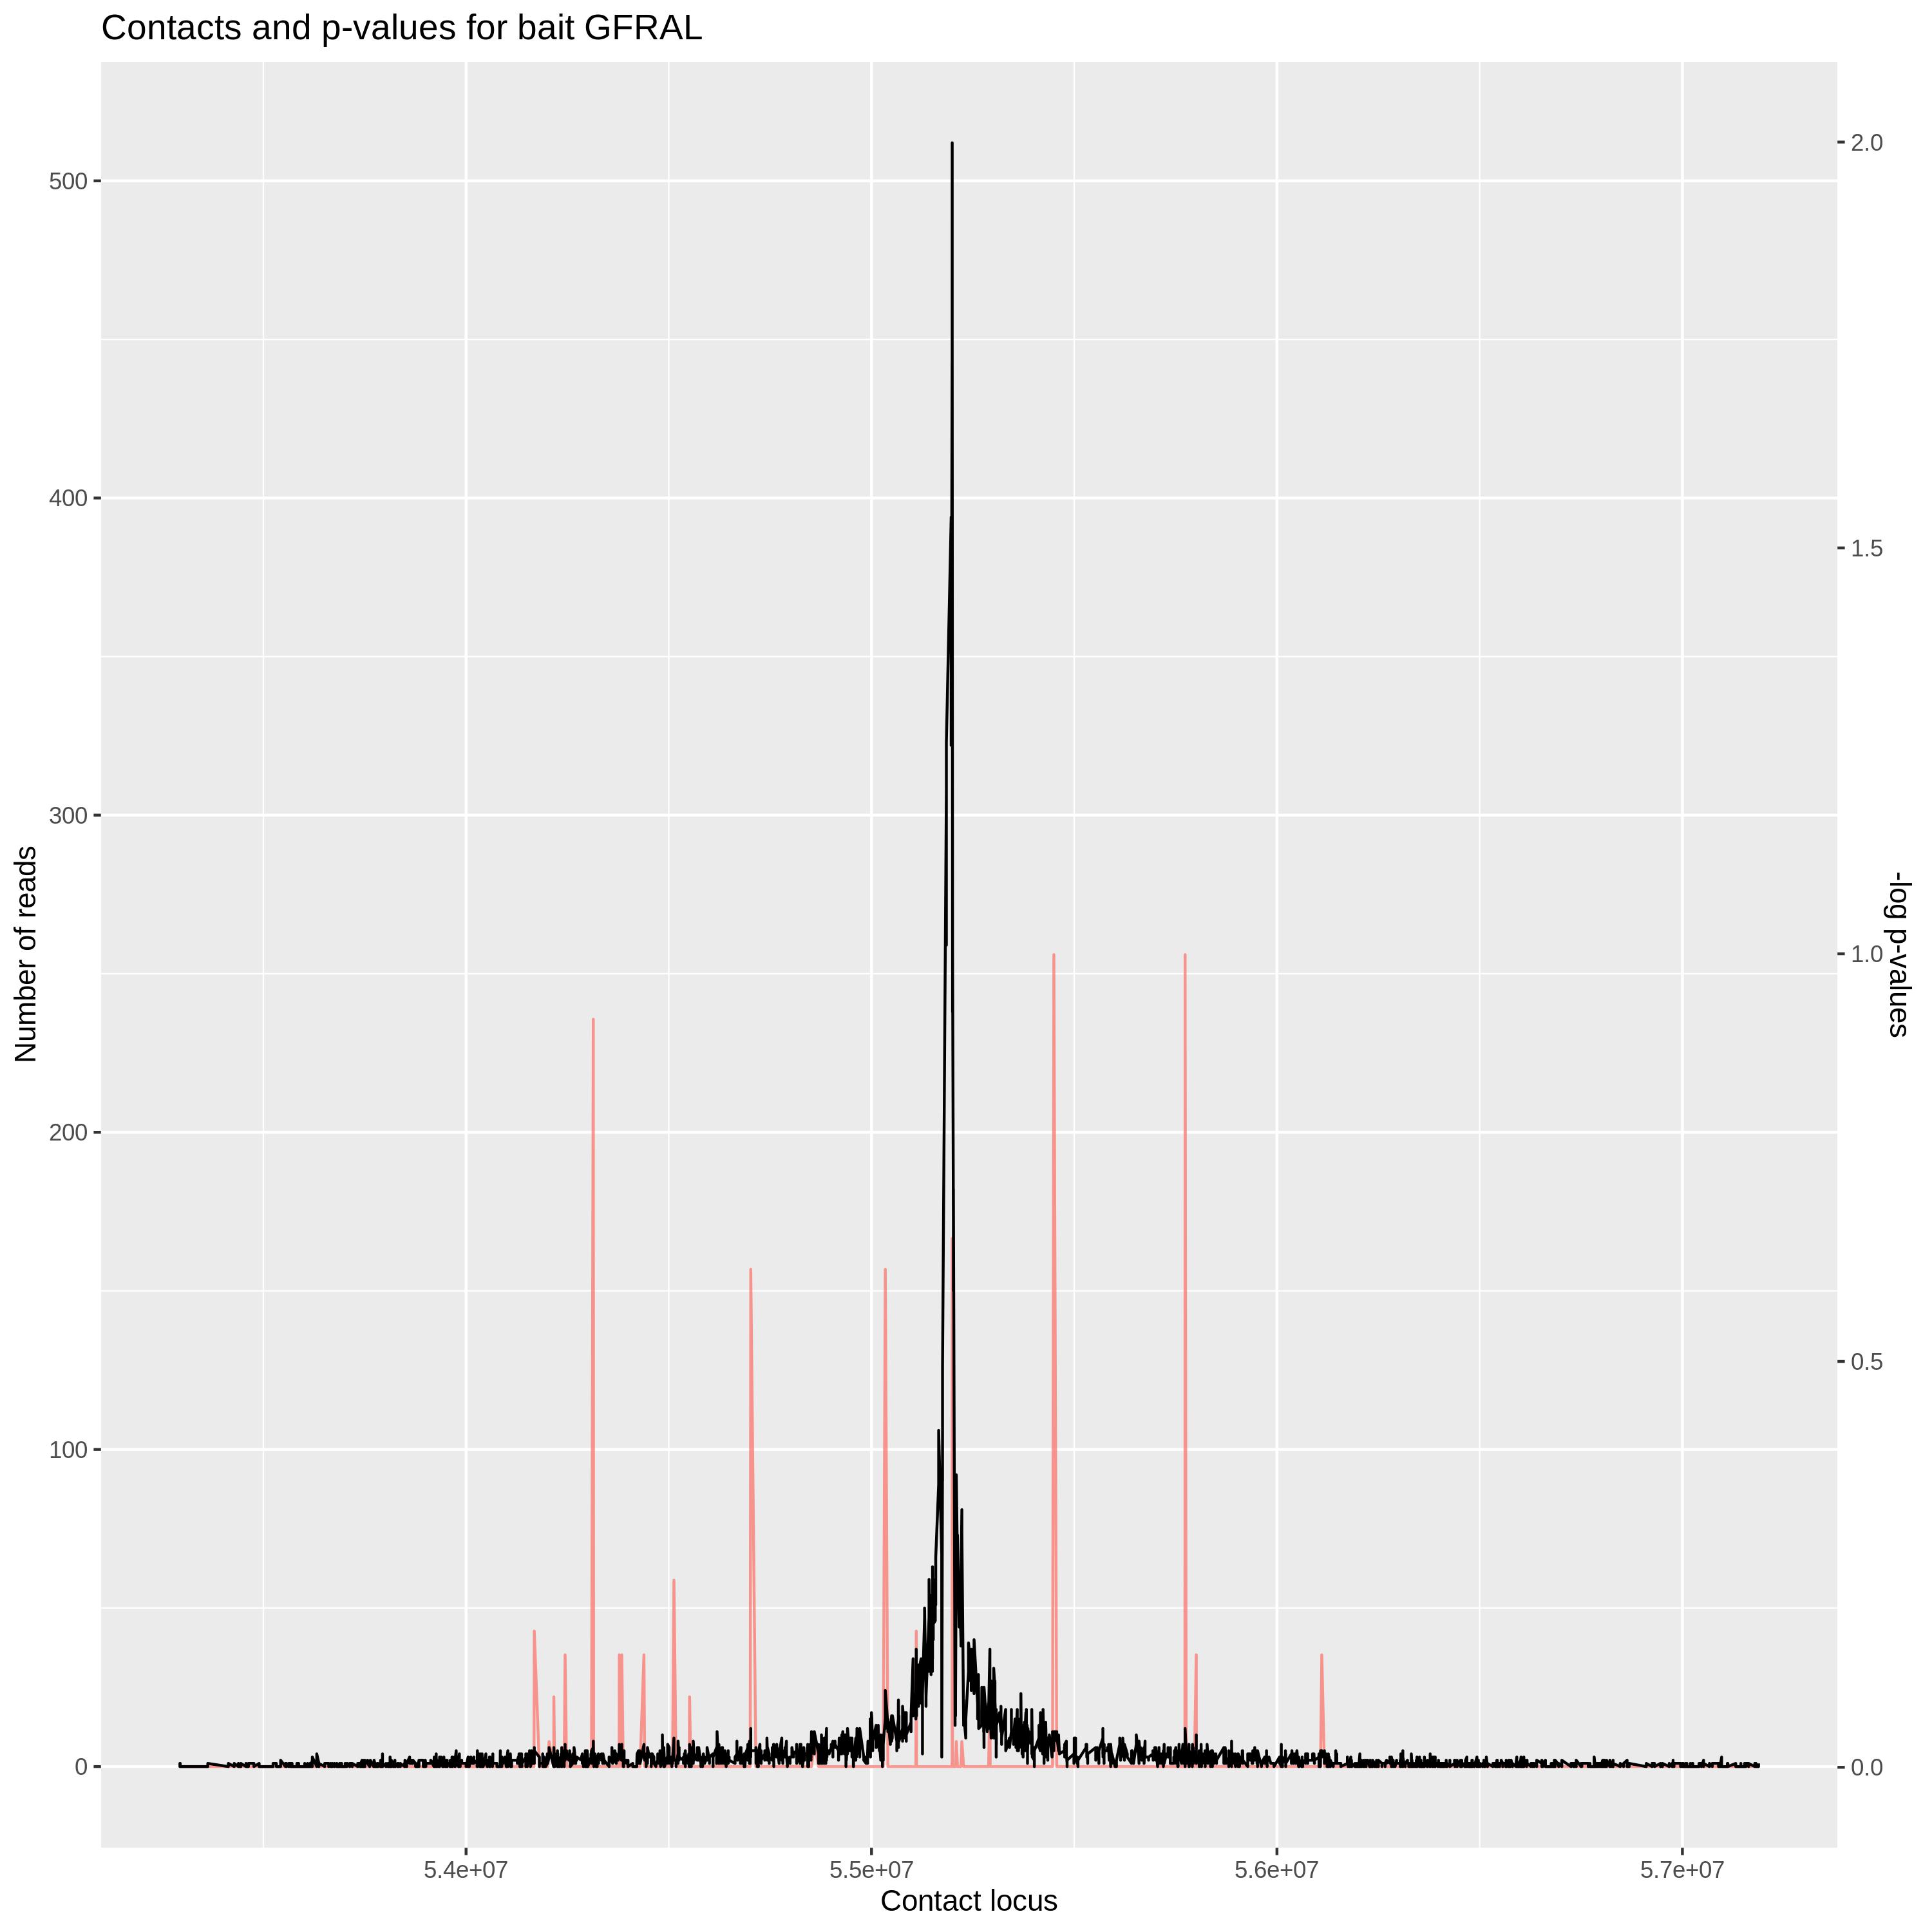 Contacts and p-values for bait GFRAL
500
400
300
200
100
0
Number of reads
2.0
1.5
1.0
0.5
0.0
-log p-values
5.4e+07
5.5e+07
5.6e+07
5.7e+07
Contact locus